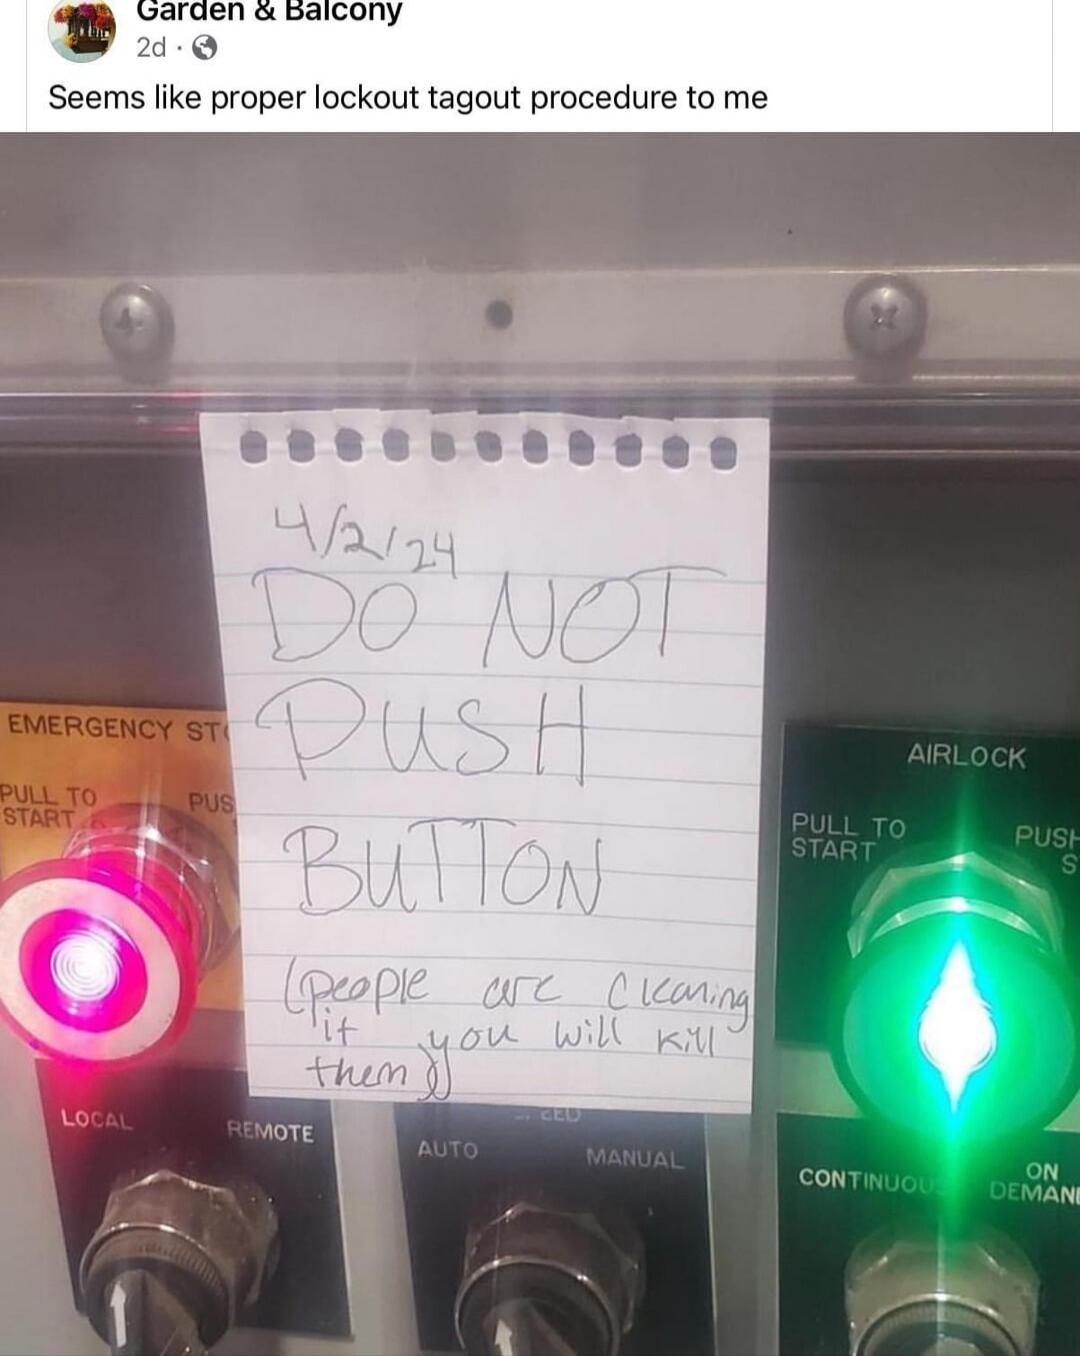 Garden & Balcony
2d
Seems like proper lockout tagout procedure to me
4/2/24
DO NOT
PUSH
BUTTON
(people are cleaning
it you will kill
them)
EMERGENCY STO
PULL TO
START
PUS
AIRLOCK
PULL TO
START
PUSH
S
LOCAL
REMOTE
AUTO
MANUAL
CONTINUOU
ON
DEMAN